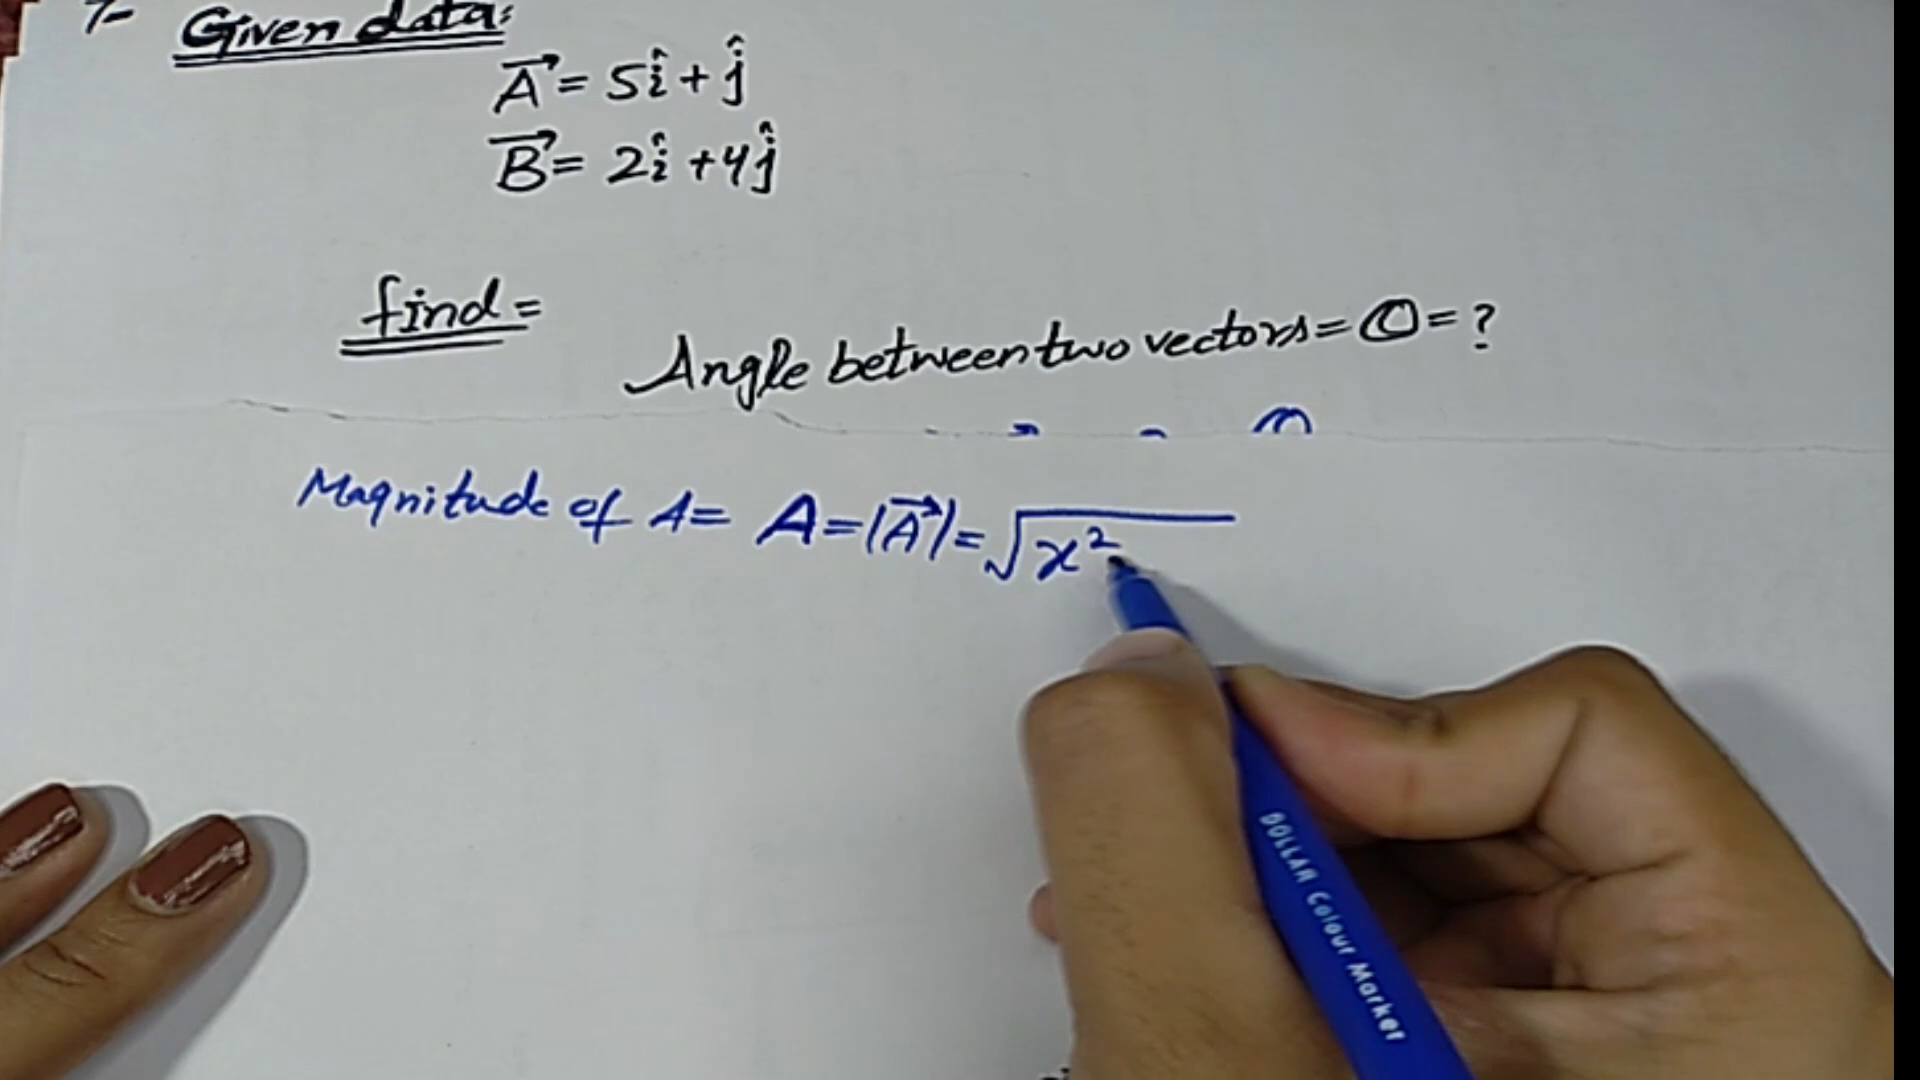 Given data:
A⃗ = 5î + ĵ
B⃗ = 2î + 4ĵ
find =
Angle between two vectors = Θ = ?
Magnitude of A = A = |A⃗| = √x²
DOLLAR Colour Marker